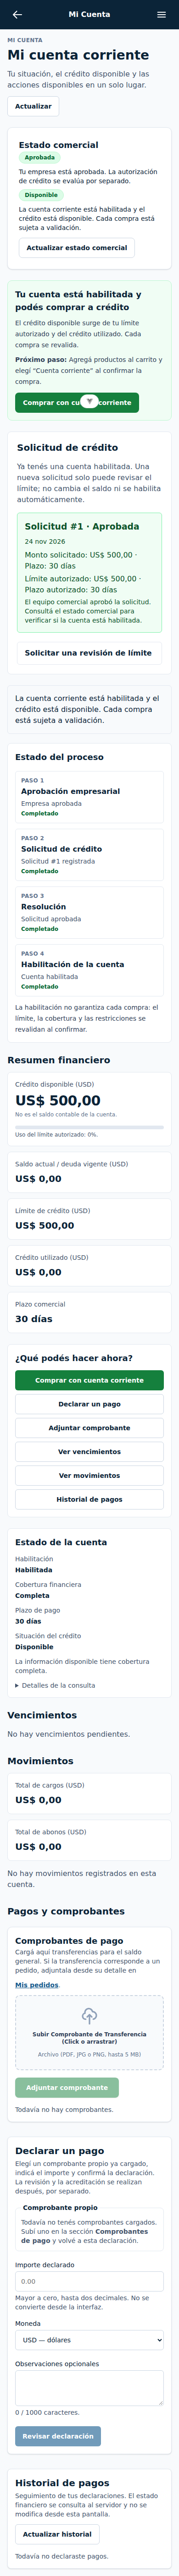 Mi Cuenta
MI CUENTA
Mi cuenta corriente
Tu situación, el crédito disponible y las
acciones disponibles en un solo lugar.
Actualizar
Estado comercial
Aprobada
Tu empresa está aprobada. La autorización
de crédito se evalúa por separado.
Disponible
La cuenta corriente está habilitada y el
crédito está disponible. Cada compra está
sujeta a validación.
Actualizar estado comercial
Tu cuenta está habilitada y
podés comprar a crédito
El crédito disponible surge de tu límite
autorizado y del crédito utilizado. Cada
compra se revalida.
Próximo paso: Agregá productos al carrito y
elegí “Cuenta corriente” al confirmar la
compra.
Comprar con cu corriente
Solicitud de crédito
Ya tenés una cuenta habilitada. Una
nueva solicitud solo puede revisar el
límite; no cambia el saldo ni se habilita
automáticamente.
Solicitud #1 · Aprobada
24 nov 2026
Monto solicitado: US$ 500,00 ·
Plazo: 30 días
Límite autorizado: US$ 500,00 ·
Plazo autorizado: 30 días
El equipo comercial aprobó la solicitud.
Consultá el estado comercial para
verificar si la cuenta está habilitada.
Solicitar una revisión de límite
La cuenta corriente está habilitada y el
crédito está disponible. Cada compra
está sujeta a validación.
Estado del proceso
PASO 1
Aprobación empresarial
Empresa aprobada
Completado
PASO 2
Solicitud de crédito
Solicitud #1 registrada
Completado
PASO 3
Resolución
Solicitud aprobada
Completado
PASO 4
Habilitación de la cuenta
Cuenta habilitada
Completado
La habilitación no garantiza cada compra: el
límite, la cobertura y las restricciones se
revalidan al confirmar.
Resumen financiero
Crédito disponible (USD)
US$ 500,00
No es el saldo contable de la cuenta.
Uso del límite autorizado: 0%.
Saldo actual / deuda vigente (USD)
US$ 0,00
Límite de crédito (USD)
US$ 500,00
Crédito utilizado (USD)
US$ 0,00
Plazo comercial
30 días
¿Qué podés hacer ahora?
Comprar con cuenta corriente
Declarar un pago
Adjuntar comprobante
Ver vencimientos
Ver movimientos
Historial de pagos
Estado de la cuenta
Habilitación
Habilitada
Cobertura financiera
Completa
Plazo de pago
30 días
Situación del crédito
Disponible
La información disponible tiene cobertura
completa.
Detalles de la consulta
Vencimientos
No hay vencimientos pendientes.
Movimientos
Total de cargos (USD)
US$ 0,00
Total de abonos (USD)
US$ 0,00
No hay movimientos registrados en esta
cuenta.
Pagos y comprobantes
Comprobantes de pago
Cargá aquí transferencias para el saldo
general. Si la transferencia corresponde a un
pedido, adjuntala desde su detalle en
Mis pedidos.
Subir Comprobante de Transferencia
(Click o arrastrar)
Archivo (PDF, JPG o PNG, hasta 5 MB)
Adjuntar comprobante
Todavía no hay comprobantes.
Declarar un pago
Elegí un comprobante propio ya cargado,
indicá el importe y confirmá la declaración.
La revisión y la acreditación se realizan
después, por separado.
Comprobante propio
Todavía no tenés comprobantes cargados.
Subí uno en la sección Comprobantes
de pago y volvé a esta declaración.
Importe declarado
0.00
Mayor a cero, hasta dos decimales. No se
convierte desde la interfaz.
Moneda
USD — dólares
Observaciones opcionales
0 / 1000 caracteres.
Revisar declaración
Historial de pagos
Seguimiento de tus declaraciones. El estado
financiero se consulta al servidor y no se
modifica desde esta pantalla.
Actualizar historial
Todavía no declaraste pagos.